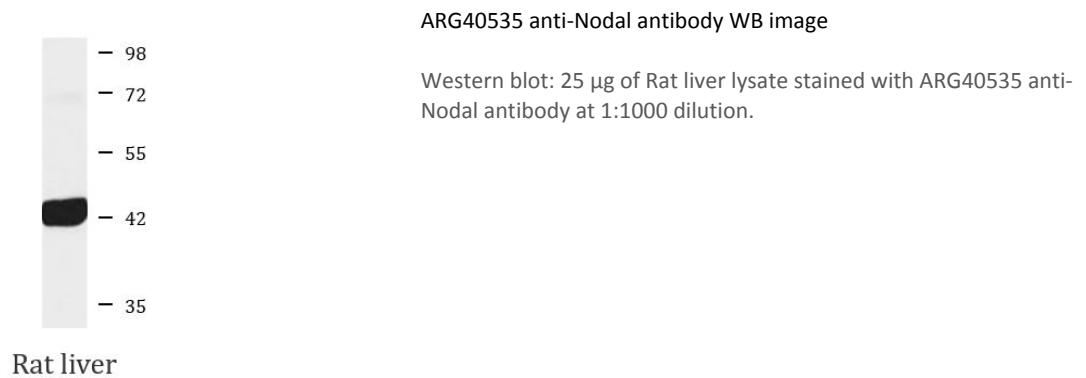 ARG40535 anti-Nodal antibody WB image
Western blot: 25 µg of Rat liver lysate stained with ARG40535 anti-
Nodal antibody at 1:1000 dilution.
98
72
55
42
35
Rat liver